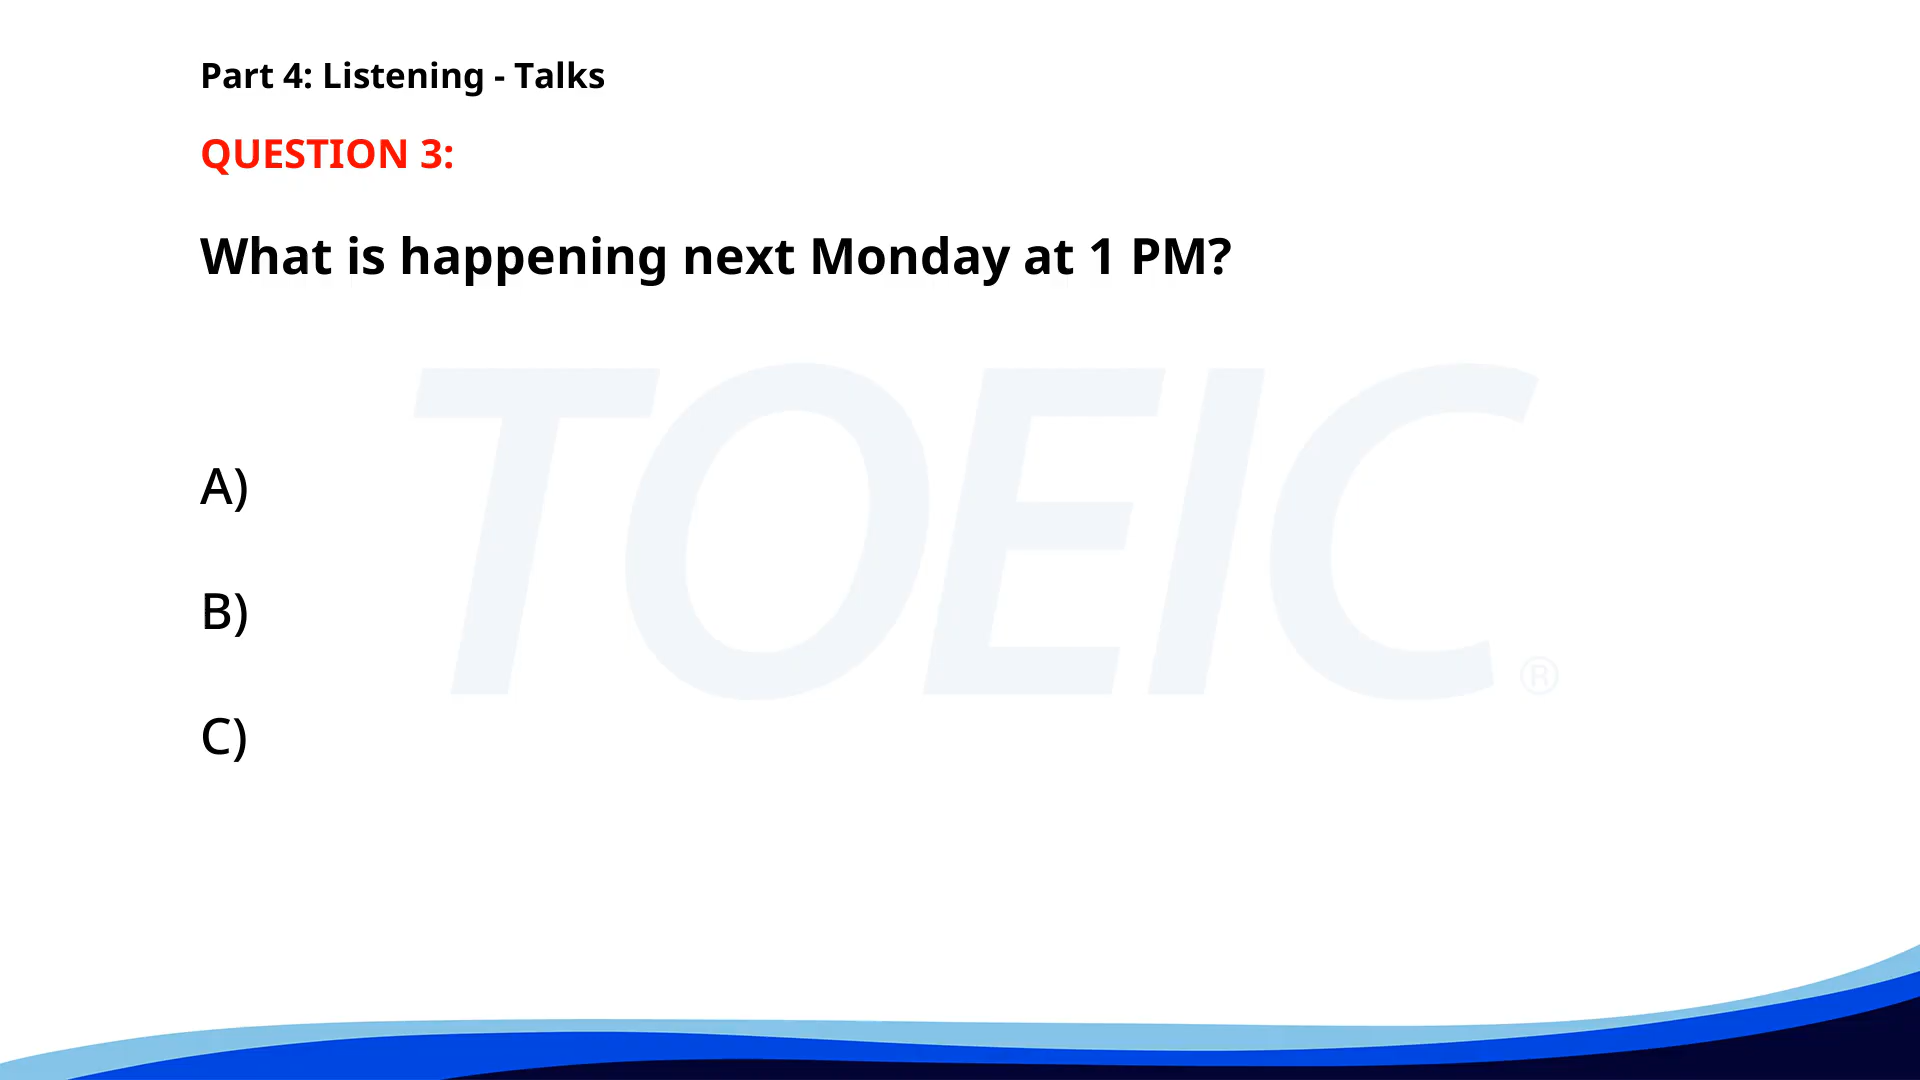 Part 4: Listening - Talks
QUESTION 3:
What is happening next Monday at 1 PM?
TOEIC®
A)
B)
C)